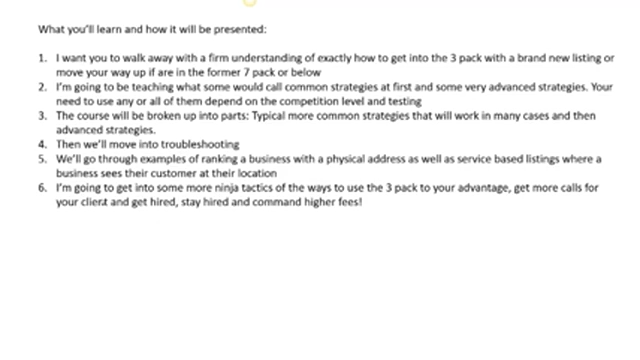 What you'll learn and how it will be presented:
1. I want you to walk away with a firm understanding of exactly how to get into the 3 pack with a brand new listing or
move your way up if are in the former 7 pack or below
2. I'm going to be teaching what some would call common strategies at first and some very advanced strategies. Your
need to use any or all of them depend on the competition level and testing
3. The course will be broken up into parts: Typical more common strategies that will work in many cases and then
advanced strategies.
4. Then we'll move into troubleshooting
5. We'll go through examples of ranking a business with a physical address as well as service based listings where a
business sees their customer at their location
6. I'm going to get into some more ninja tactics of the ways to use the 3 pack to your advantage, get more calls for
your client and get hired, stay hired and command higher fees!